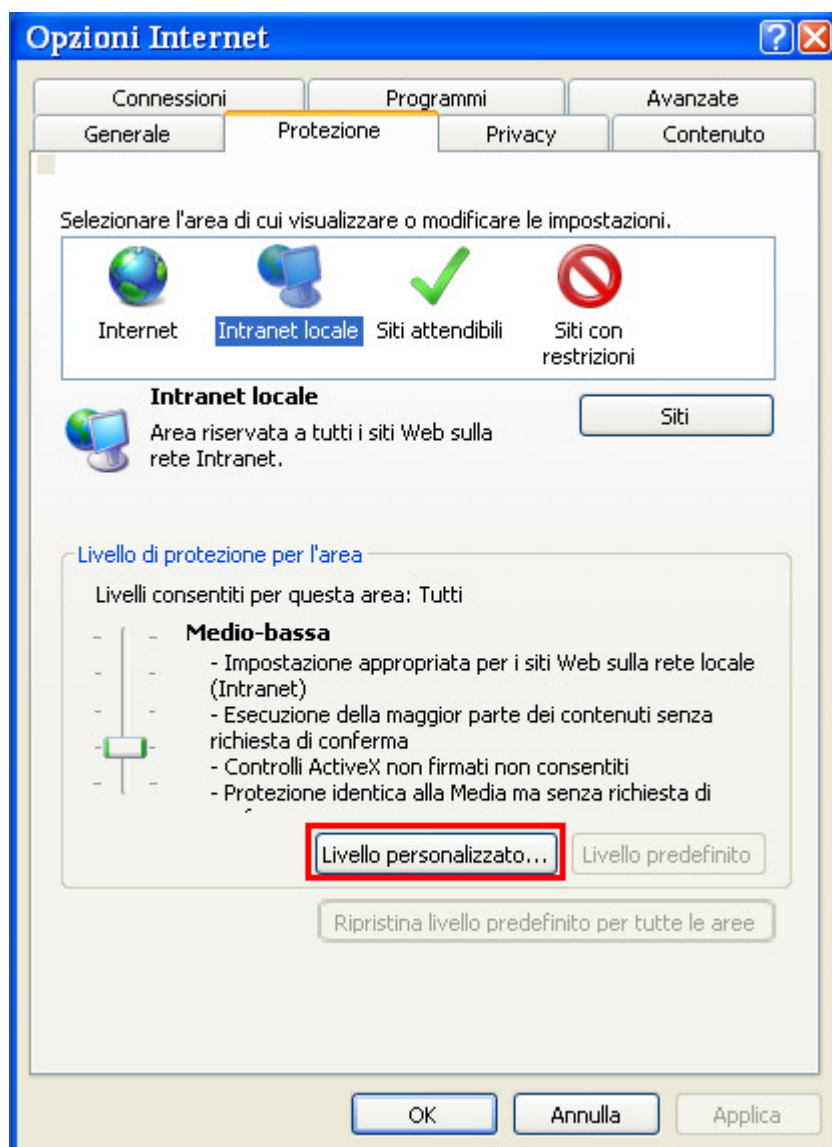 Opzioni Internet
Connessioni Programmi Avanzate
Generale Protezione Privacy Contenuto
Selezionare l'area di cui visualizzare o modificare le impostazioni.
Internet Intranet locale Siti attendibili Siti con
restrizioni
Intranet locale
Siti
Area riservata a tutti i siti Web sulla
rete Intranet.
Livello di protezione per l'area
Livelli consentiti per questa area: Tutti
Medio-bassa
- Impostazione appropriata per i siti Web sulla rete locale
(Intranet)
- Esecuzione della maggior parte dei contenuti senza
richiesta di conferma
- Controlli ActiveX non firmati non consentiti
- Protezione identica alla Media ma senza richiesta di
Livello personalizzato... Livello predefinito
Ripristina livello predefinito per tutte le aree
OK Annulla Applica